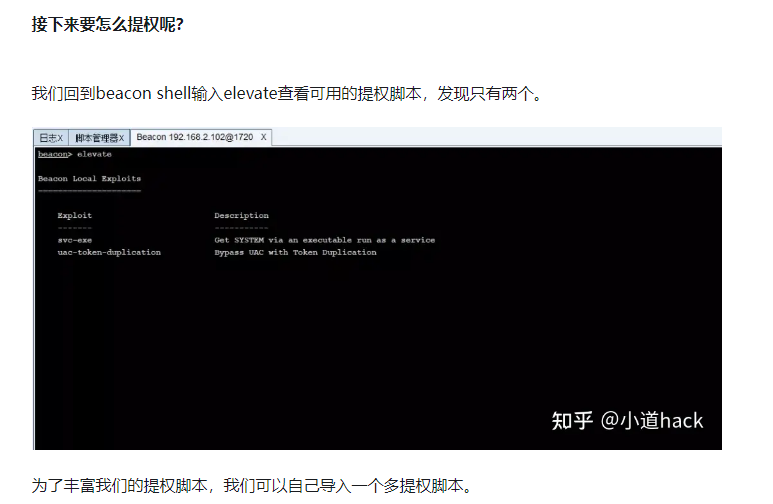 接下来要怎么提权呢?
我们回到beacon shell输入elevate查看可用的提权脚本，发现只有两个。
日志X 脚本管理器X Beacon 192.168.2.102@1720 X
beacon> elevate
Beacon Local Exploits
=====================
Exploit Description
------- -----------
svc-exe Get SYSTEM via an executable run as a service
uac-token-duplication Bypass UAC with Token Duplication
知乎 @小道hack
为了丰富我们的提权脚本，我们可以自己导入一个多提权脚本。